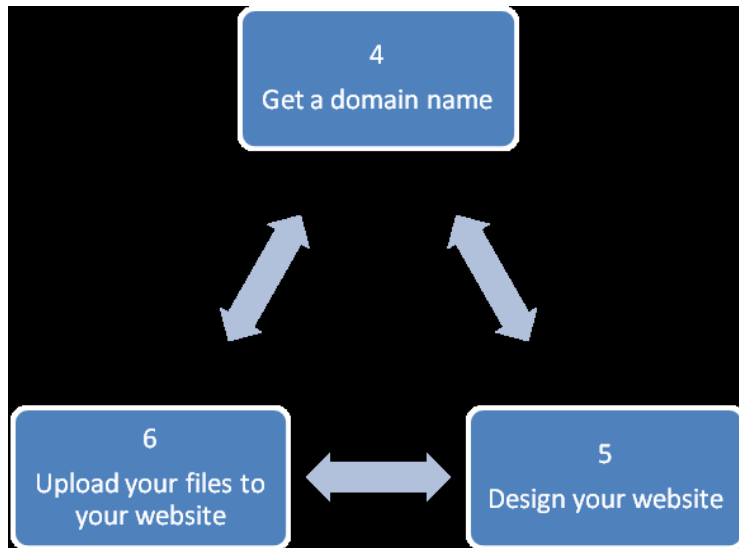 4
Get a domain name
6
Upload your files to
your website
5
Design your website